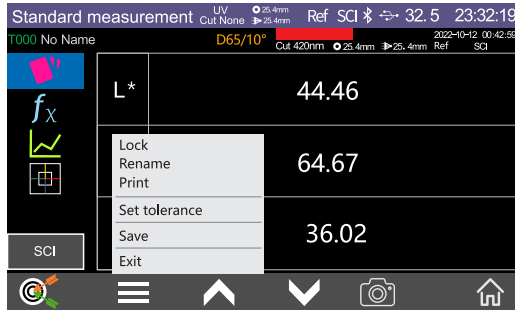 Standard measurement UV Cut None 25.4mm 25.4mm Ref SCI 32.5 23:32:19
T000 No Name D65/10° Cut 420nm 25.4mm 25.4mm 2022-10-12 00:42:59 Ref SCI
fx
L* 44.46
Lock
Rename
Print
64.67
Set tolerance
Save
36.02
Exit
SCI